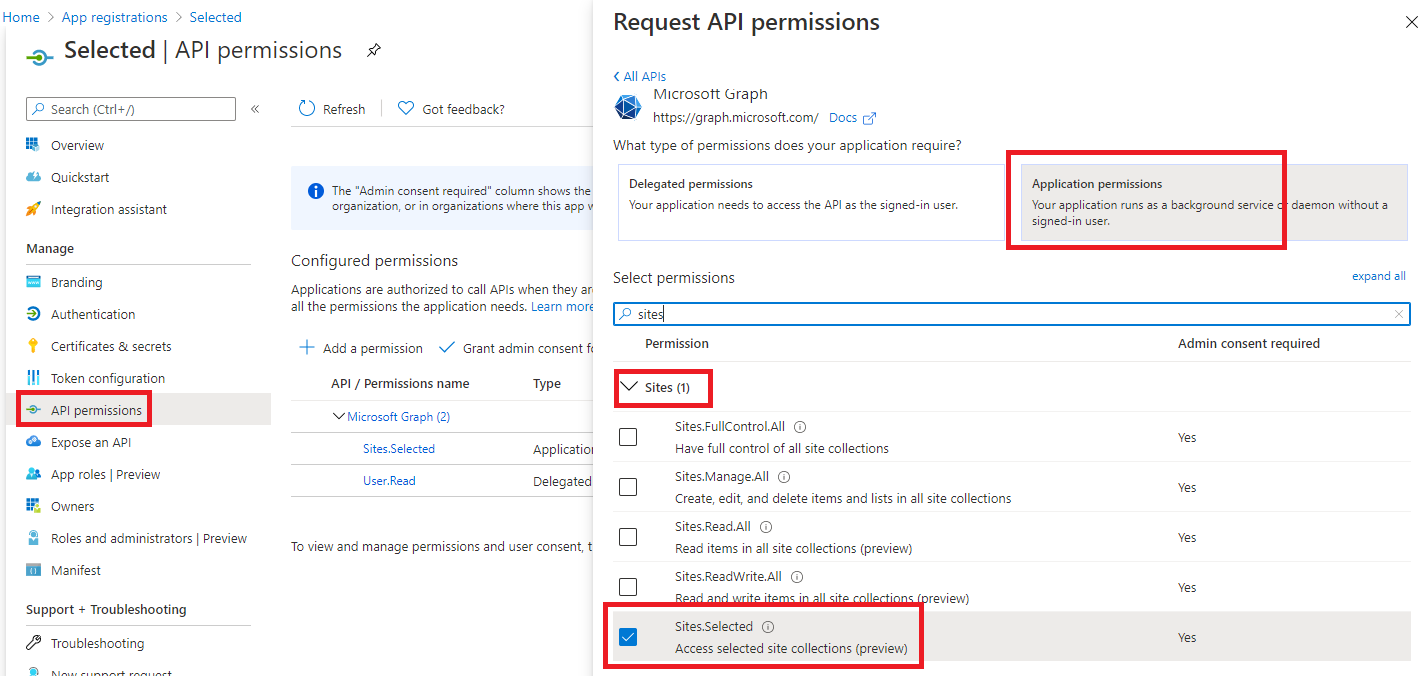 Home > App registrations > Selected
Selected | API permissions
Search (Ctrl+/)
«
Overview
Quickstart
Integration assistant
Manage
Branding
Authentication
Certificates & secrets
Token configuration
API permissions
Expose an API
App roles | Preview
Owners
Roles and administrators | Preview
Manifest
Support + Troubleshooting
Troubleshooting
New support request
Refresh
Got feedback?
The "Admin consent required" column shows the
organization, or in organizations where this app w
Configured permissions
Applications are authorized to call APIs when they are
all the permissions the application needs. Learn more
Add a permission
Grant admin consent fo
API / Permissions name Type
Microsoft Graph (2)
Sites.Selected Application
User.Read Delegated
To view and manage permissions and user consent, t
Request API permissions
All APIs
Microsoft Graph
https://graph.microsoft.com/ Docs
What type of permissions does your application require?
Delegated permissions
Your application needs to access the API as the signed-in user.
Application permissions
Your application runs as a background service or daemon without a
signed-in user.
Select permissions
expand all
sites
Permission Admin consent required
Sites (1)
Sites.FullControl.All
Have full control of all site collections
Yes
Sites.Manage.All
Create, edit, and delete items and lists in all site collections
Yes
Sites.Read.All
Read items in all site collections (preview)
Yes
Sites.ReadWrite.All
Read and write items in all site collections (preview)
Yes
Sites.Selected
Access selected site collections (preview)
Yes